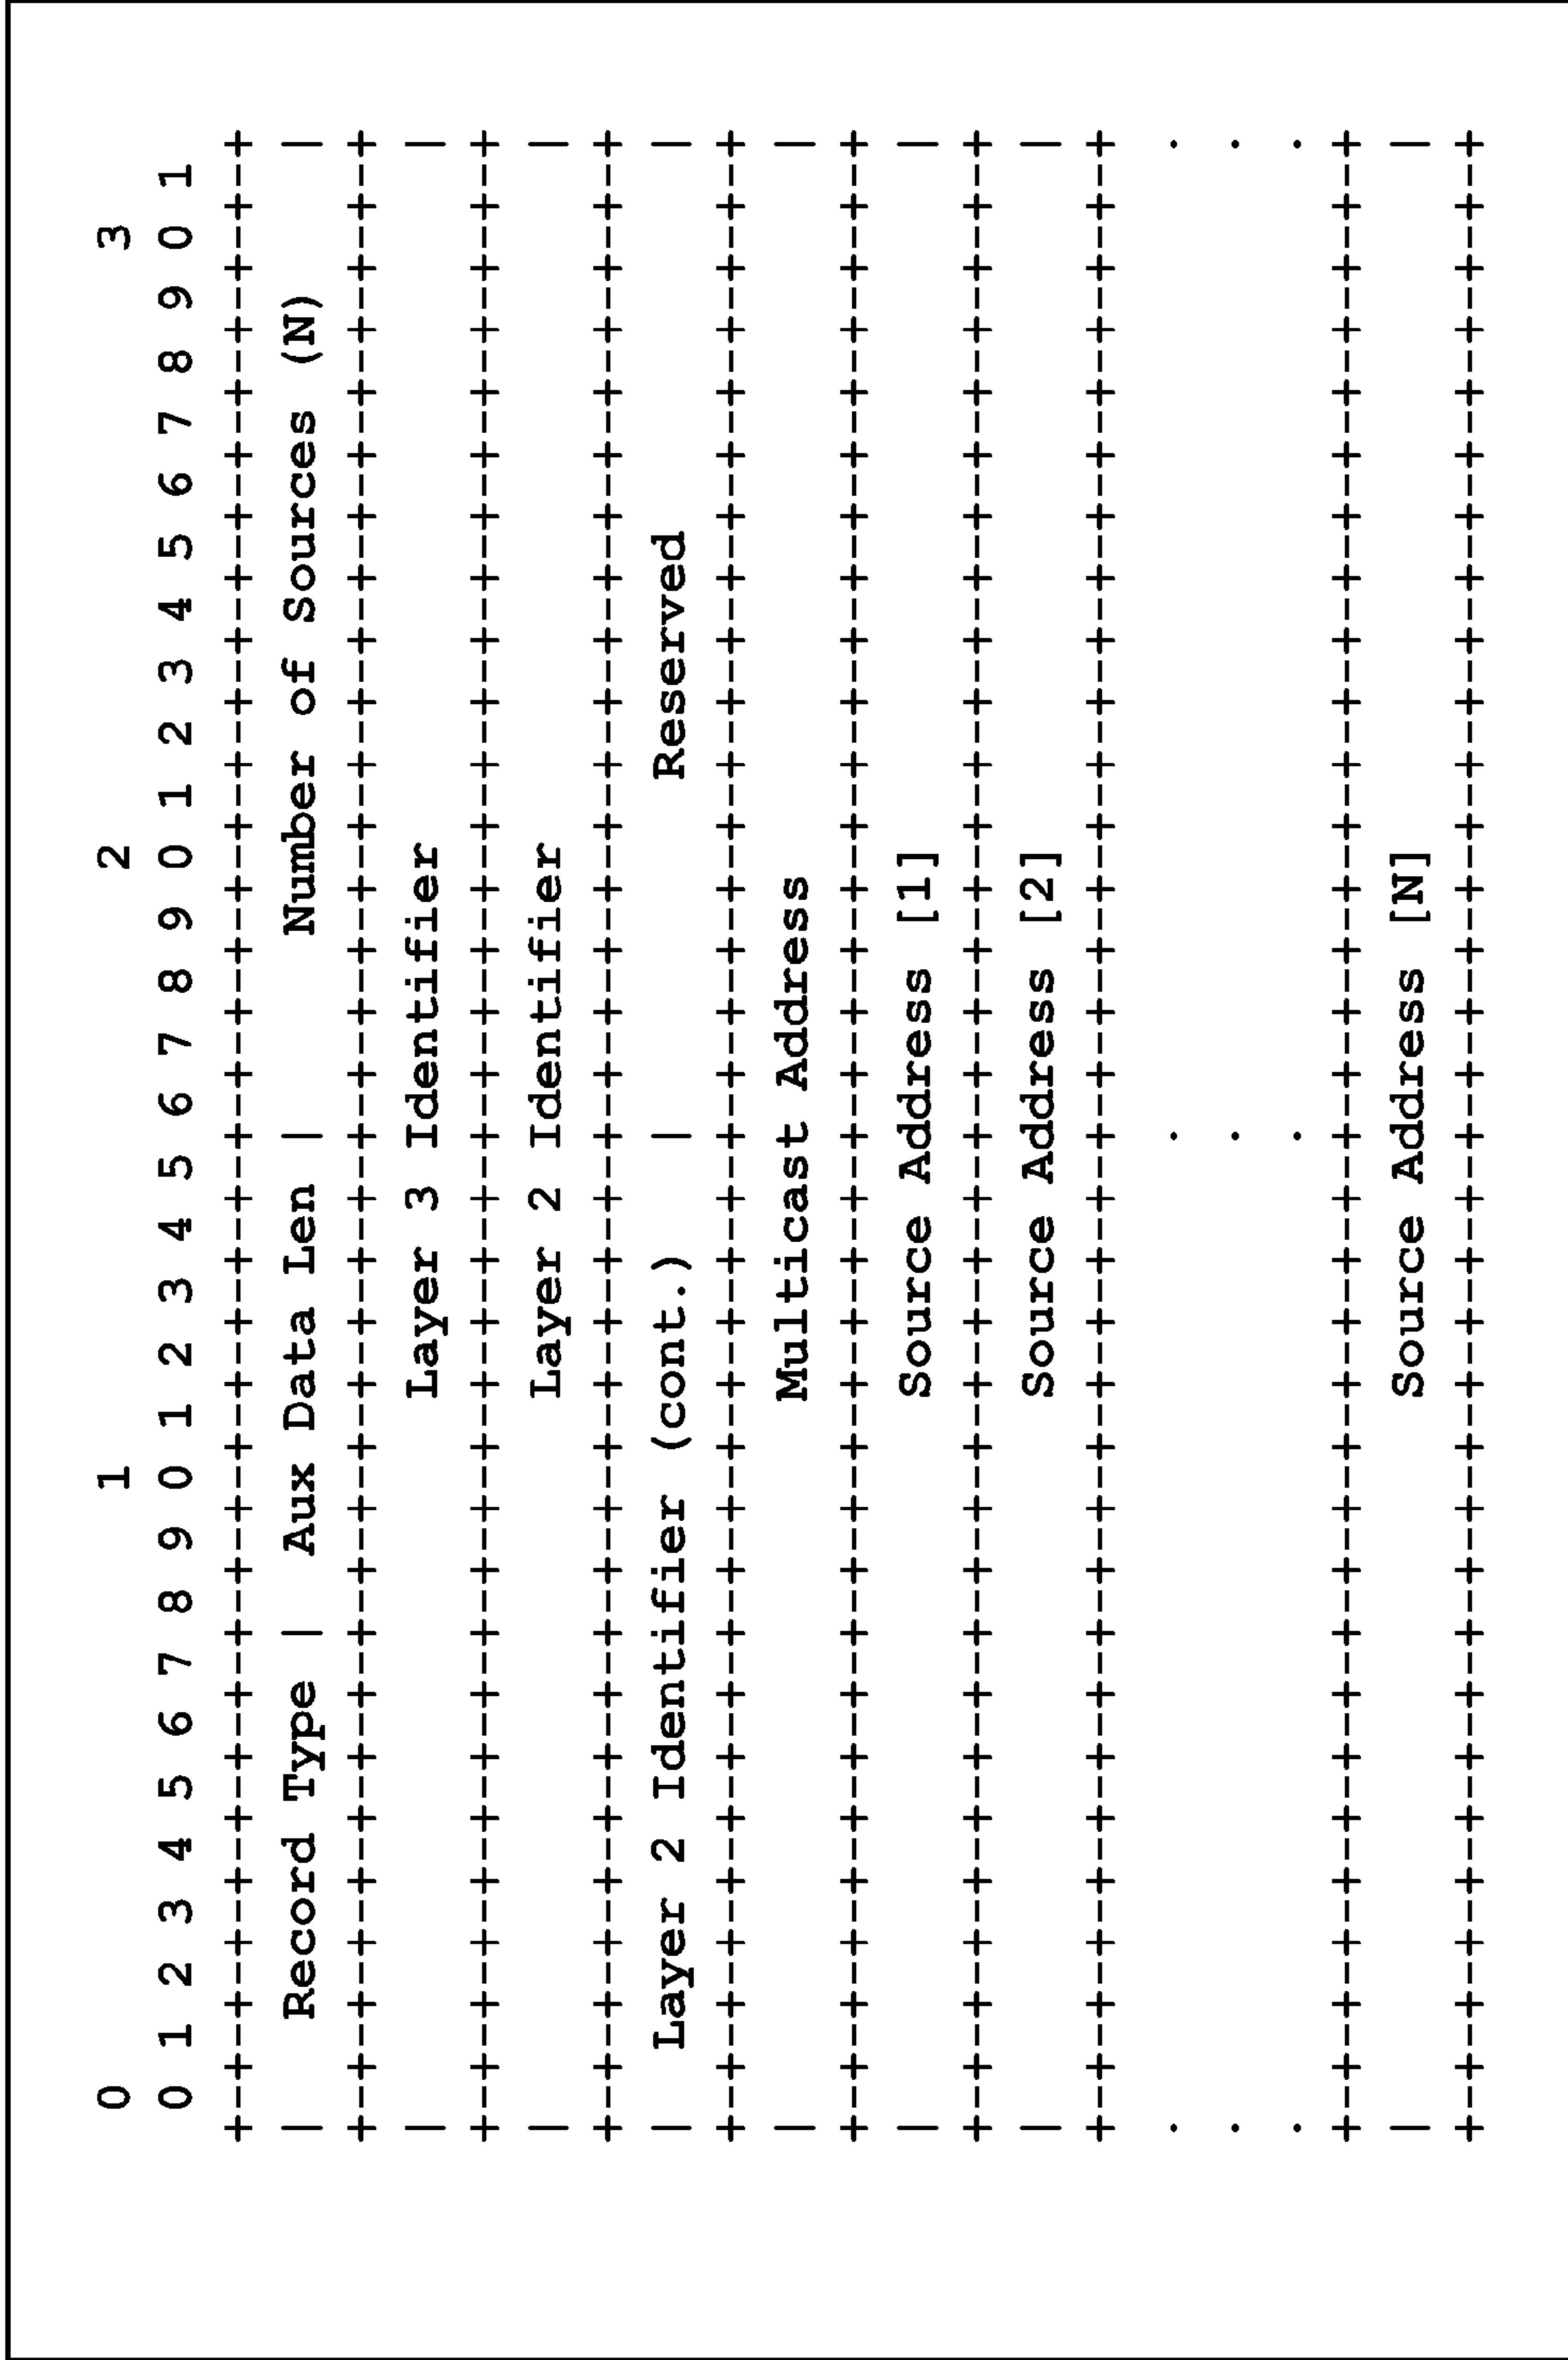 0                   1                   2                   3
 0 1 2 3 4 5 6 7 8 9 0 1 2 3 4 5 6 7 8 9 0 1 2 3 4 5 6 7 8 9 0 1
+-+-+-+-+-+-+-+-+-+-+-+-+-+-+-+-+-+-+-+-+-+-+-+-+-+-+-+-+-+-+-+-+
|  Record Type  |  Aux Data Len |     Number of Sources (N)     |
+-+-+-+-+-+-+-+-+-+-+-+-+-+-+-+-+-+-+-+-+-+-+-+-+-+-+-+-+-+-+-+-+
|                       Layer 3 Identifier                      |
+-+-+-+-+-+-+-+-+-+-+-+-+-+-+-+-+-+-+-+-+-+-+-+-+-+-+-+-+-+-+-+-+
|                       Layer 2 Identifier                      |
+-+-+-+-+-+-+-+-+-+-+-+-+-+-+-+-+-+-+-+-+-+-+-+-+-+-+-+-+-+-+-+-+
|  Layer 2 Identifier (cont.)   |           Reserved            |
+-+-+-+-+-+-+-+-+-+-+-+-+-+-+-+-+-+-+-+-+-+-+-+-+-+-+-+-+-+-+-+-+
|                       Multicast Address                       |
+-+-+-+-+-+-+-+-+-+-+-+-+-+-+-+-+-+-+-+-+-+-+-+-+-+-+-+-+-+-+-+-+
|                       Source Address [1]                      |
+-+-+-+-+-+-+-+-+-+-+-+-+-+-+-+-+-+-+-+-+-+-+-+-+-+-+-+-+-+-+-+-+
|                       Source Address [2]                      |
+-+-+-+-+-+-+-+-+-+-+-+-+-+-+-+-+-+-+-+-+-+-+-+-+-+-+-+-+-+-+-+-+
.                               .                               .
.                               .                               .
.                               .                               .
+-+-+-+-+-+-+-+-+-+-+-+-+-+-+-+-+-+-+-+-+-+-+-+-+-+-+-+-+-+-+-+-+
|                       Source Address [N]                      |
+-+-+-+-+-+-+-+-+-+-+-+-+-+-+-+-+-+-+-+-+-+-+-+-+-+-+-+-+-+-+-+-+